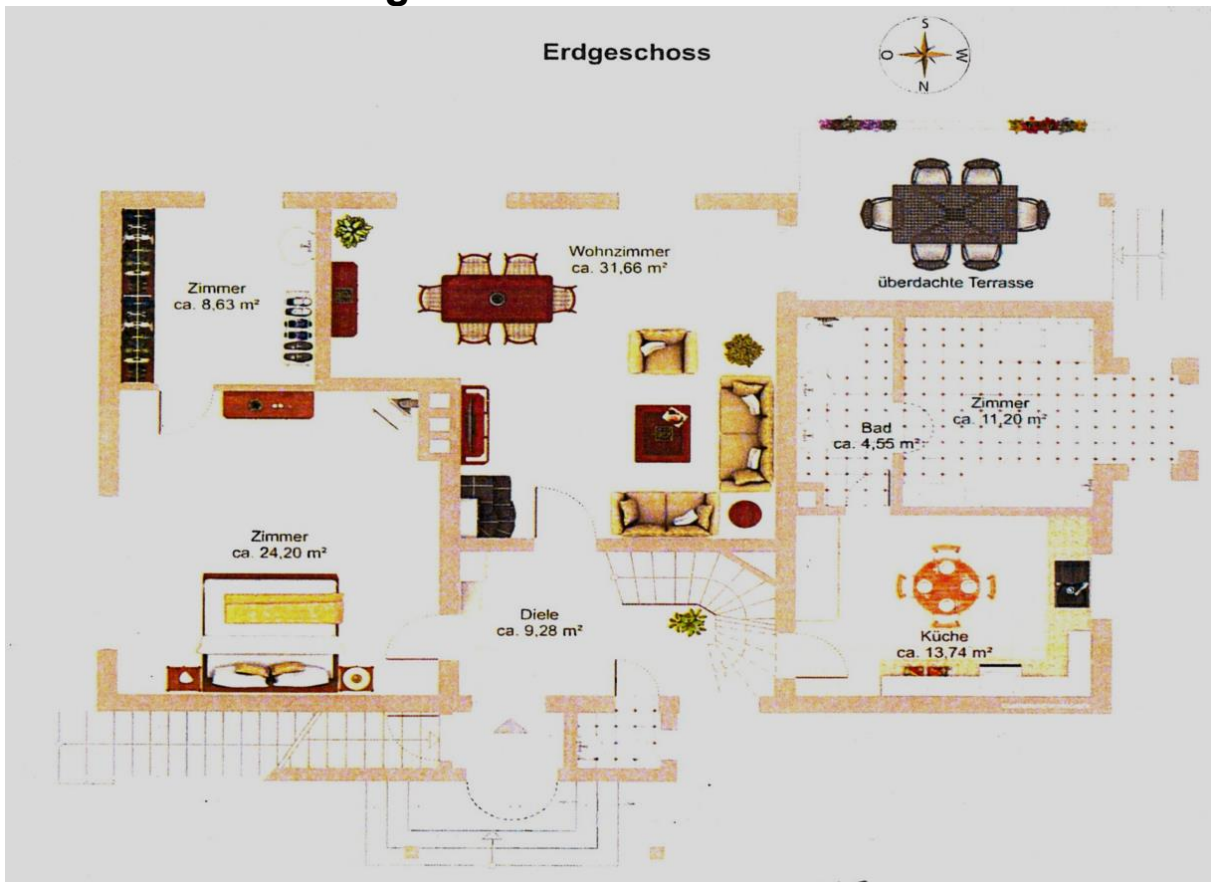 Erdgeschoss
S
O
W
N
Wohnzimmer
ca. 31,66 m²
Zimmer
ca. 8,63 m²
überdachte Terrasse
Zimmer
ca. 11,20 m²
Bad
ca. 4,55 m²
Zimmer
ca. 24,20 m²
Diele
ca. 9,28 m²
Küche
ca. 13,74 m²